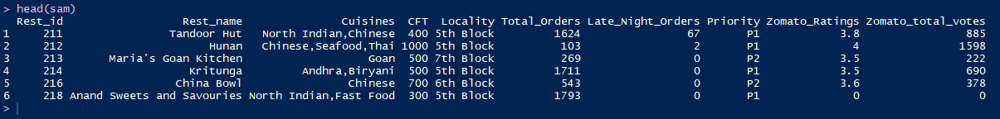 > head(sam)
Rest_id Rest_name Cuisines CFT Locality Total_Orders Late_Night_Orders Priority Zomato_Ratings Zomato_total_votes
1 211 Tandoor Hut North Indian,Chinese 400 5th Block 1624 67 P1 3.8 885
2 212 Hunan Chinese,Seafood,Thai 1000 5th Block 103 2 P1 4 1598
3 213 Maria's Goan Kitchen Goan 500 7th Block 269 0 P2 3.5 222
4 214 Kritunga Andhra,Biryani 500 5th Block 1711 0 P1 3.5 690
5 216 China Bowl Chinese 700 6th Block 543 0 P2 3.6 378
6 218 Anand Sweets and Savouries North Indian,Fast Food 300 5th Block 1793 0 P1 0 0
>